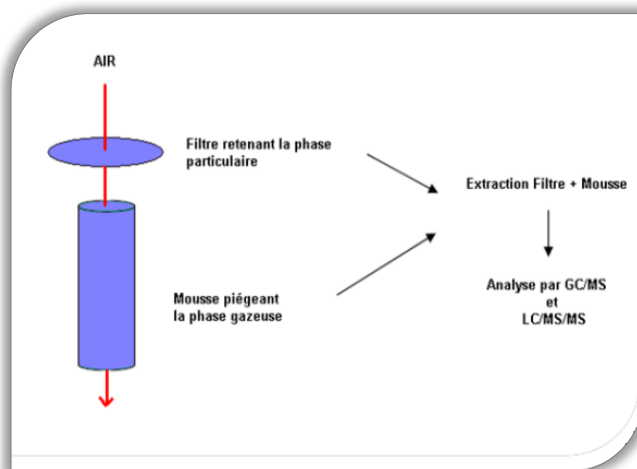 AIR
Filtre retenant la phase
particulaire
Extraction Filtre + Mousse
Mousse piégeant
la phase gazeuse
Analyse par GC/MS
et
LC/MS/MS